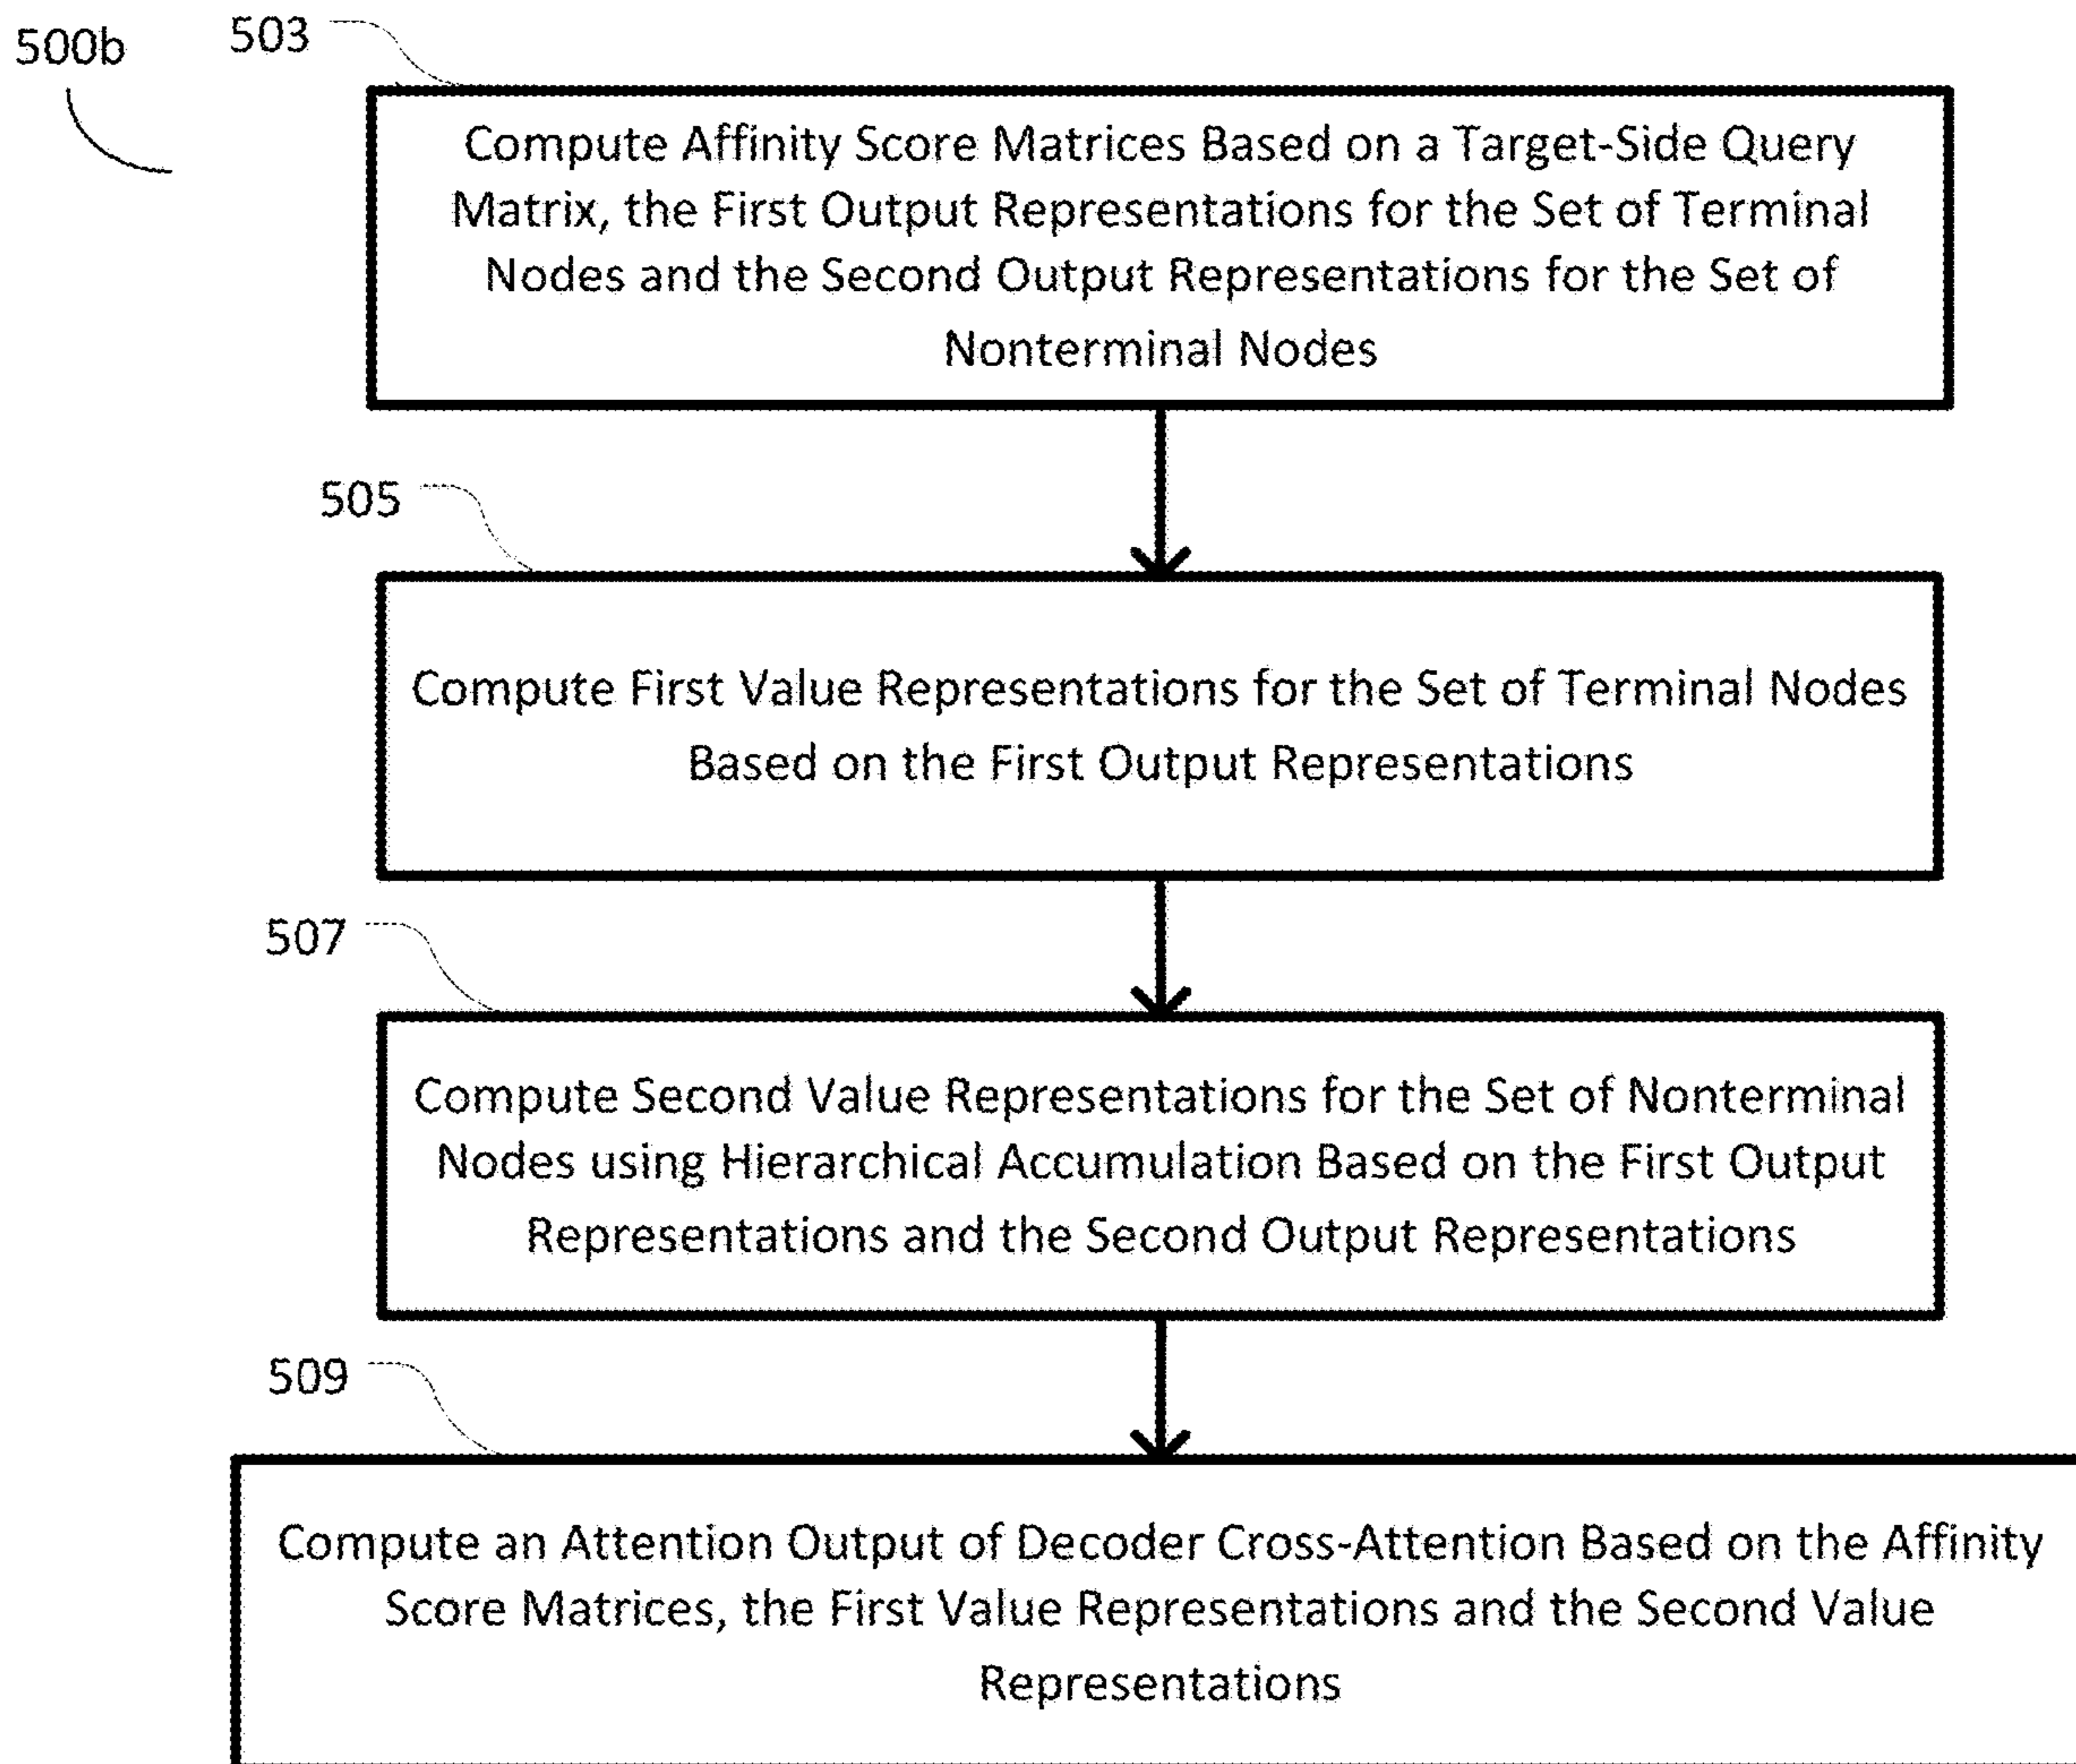 500b
503
Compute Affinity Score Matrices Based on a Target-Side Query
Matrix, the First Output Representations for the Set of Terminal
Nodes and the Second Output Representations for the Set of
Nonterminal Nodes
505
Compute First Value Representations for the Set of Terminal Nodes
Based on the First Output Representations
507
Compute Second Value Representations for the Set of Nonterminal
Nodes using Hierarchical Accumulation Based on the First Output
Representations and the Second Output Representations
509
Compute an Attention Output of Decoder Cross-Attention Based on the Affinity
Score Matrices, the First Value Representations and the Second Value
Representations